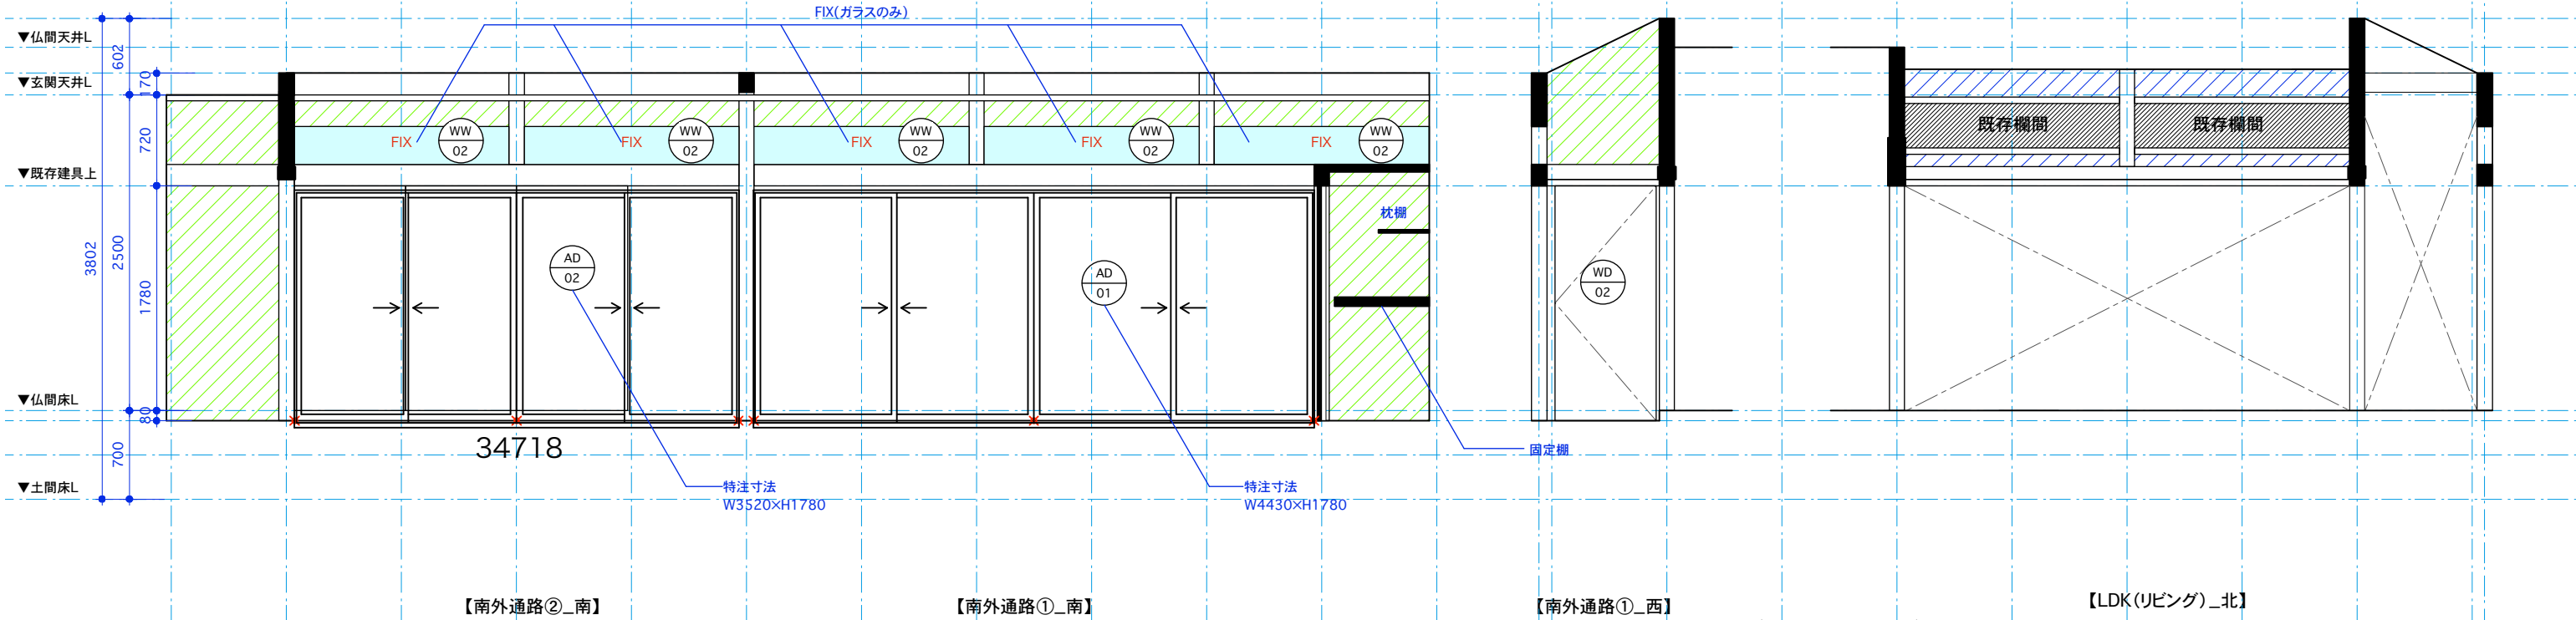 FIX(ガラスのみ)
▼仏間天井L
▼玄関天井L
▼既存建具上
▼仏間床L
▼土間床L
3802
602
2500
700
170
720
1780
80
FIX
WW
02
FIX
WW
02
FIX
WW
02
FIX
WW
02
FIX
WW
02
AD
02
AD
01
枕棚
WD
02
既存欄間
既存欄間
34718
固定棚
特注寸法
W3520×H1780
特注寸法
W4430×H1780
【南外通路②_南】
【南外通路①_南】
【南外通路①_西】
【LDK(リビング)_北】